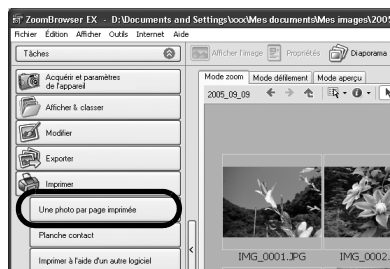 ZoomBrowser EX - D:\Documents and Settings\xxx\Mes documents\Mes images\2005
Fichier Édition Afficher Outils Internet Aide
Tâches
Afficher l'image Propriétés Diaporama
Acquérir et paramètres
de l'appareil
Mode zoom Mode défilement Mode aperçu
2005_09_09
Afficher & classer
Modifier
Exporter
Imprimer
Une photo par page imprimée
Planche contact
Imprimer à l'aide d'un autre logiciel
IMG_0001.JPG IMG_0002